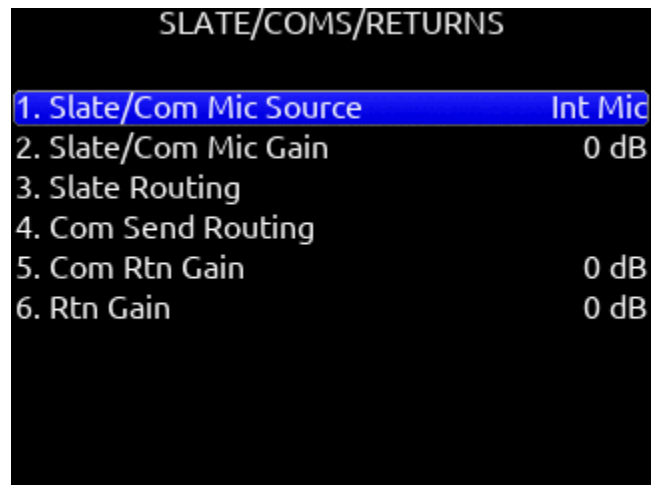 SLATE/COMS/RETURNS
1. Slate/Com Mic Source Int Mic
2. Slate/Com Mic Gain 0 dB
3. Slate Routing
4. Com Send Routing
5. Com Rtn Gain 0 dB
6. Rtn Gain 0 dB